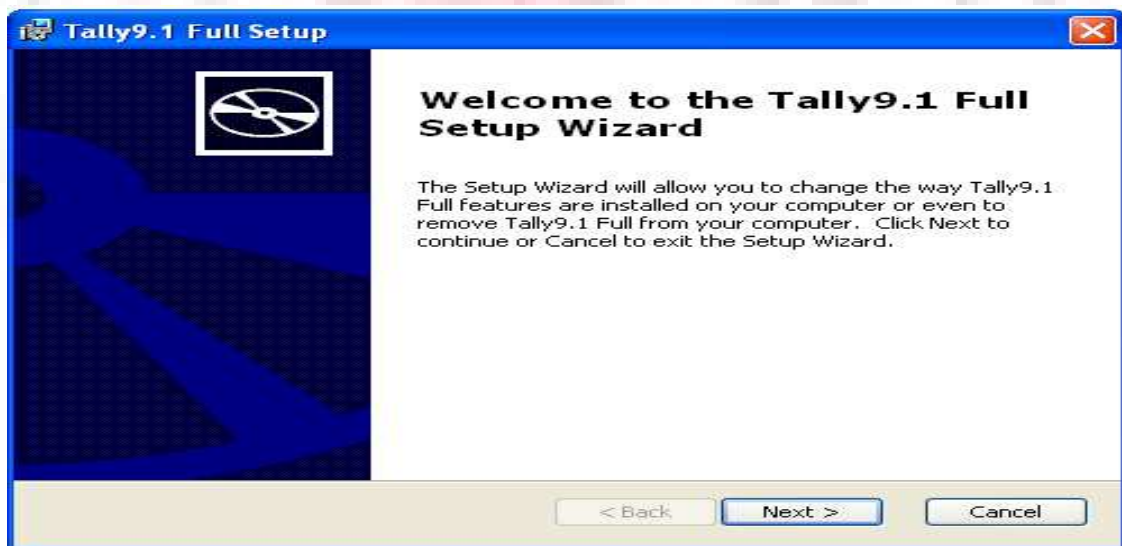 Tally9.1 Full Setup
Welcome to the Tally9.1 Full
Setup Wizard
The Setup Wizard will allow you to change the way Tally9.1
Full features are installed on your computer or even to
remove Tally9.1 Full from your computer. Click Next to
continue or Cancel to exit the Setup Wizard.
< Back Next > Cancel